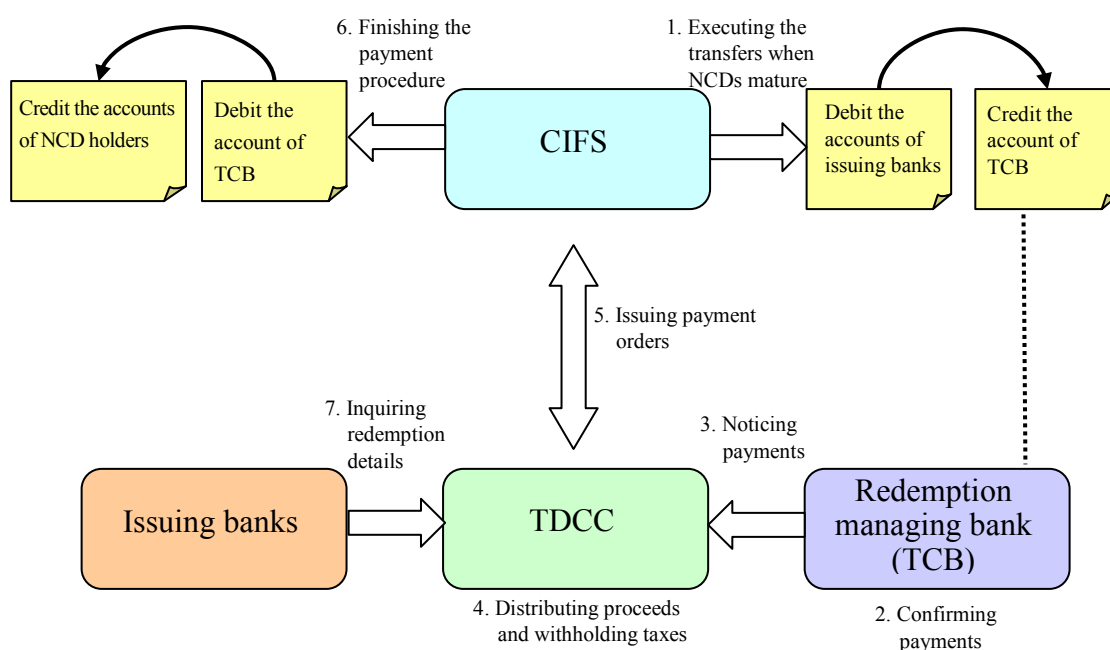 6. Finishing the
payment
procedure
1. Executing the
transfers when
NCDs mature
Credit the accounts
of NCD holders
Debit the
account of
TCB
CIFS
Debit the
accounts of
issuing banks
Credit the
account of
TCB
5. Issuing payment
orders
7. Inquiring
redemption
details
3. Noticing
payments
Issuing banks
TDCC
Redemption
managing bank
(TCB)
4. Distributing proceeds
and withholding taxes
2. Confirming
payments